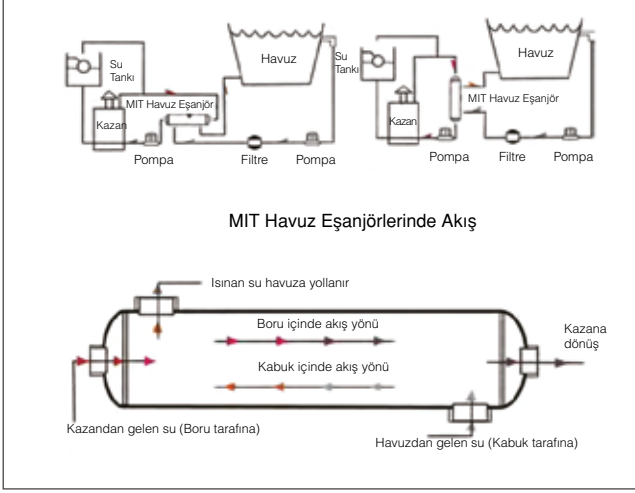 Su
Tankı
Kazan
MIT Havuz Eşanjör
Havuz
Pompa
Filtre
Pompa
Su
Tankı
Kazan
MIT Havuz Eşanjör
Havuz
Pompa
Filtre
Pompa
MIT Havuz Eşanjörlerinde Akış
Isınan su havuza yollanır
Boru içinde akış yönü
Kabuk içinde akış yönü
Kazana
dönüş
Kazandan gelen su (Boru tarafına)
Havuzdan gelen su (Kabuk tarafına)